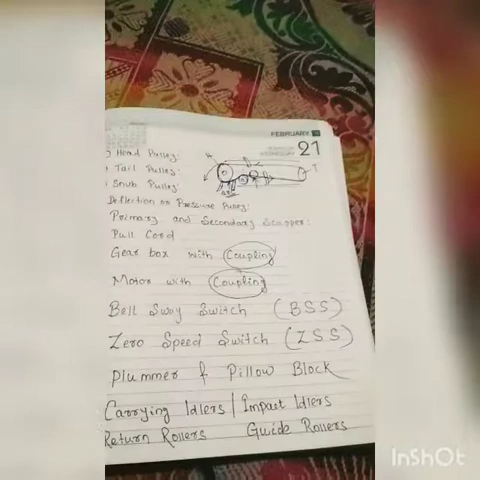 FEBRUARY
21
Head Pulley:
Tail Pulley:
Snub Pulley:
Deflection or Pressure Pulley:
Primary and Secondary Scapper:
Pull Cord
Gear box with Coupling
Motor with Coupling
Bell Sway Switch (BSS)
Zero Speed Switch (ZSS)
Plummer & Pillow Block
Carrying Idlers | Impact Idlers
Return Rollers Guide Rollers
InShOt